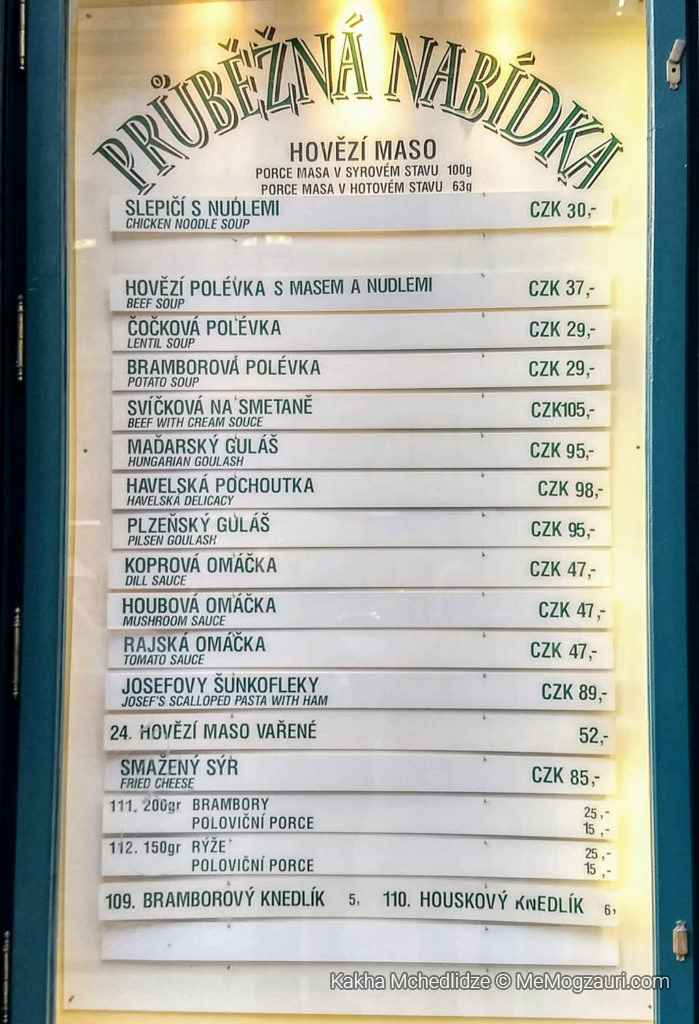 PRŮBĚŽNÁ NABÍDKA
HOVĚZÍ MASO
PORCE MASA V SYROVÉM STAVU 100g
PORCE MASA V HOTOVÉM STAVU 63g
SLEPIČÍ S NUDLEMI CZK 30,-
CHICKEN NOODLE SOUP
HOVĚZÍ POLÉVKA S MASEM A NUDLEMI CZK 37,-
BEEF SOUP
ČOČKOVÁ POLÉVKA CZK 29,-
LENTIL SOUP
BRAMBOROVÁ POLÉVKA CZK 29,-
POTATO SOUP
SVÍČKOVÁ NA SMETANĚ CZK105,-
BEEF WITH CREAM SOUCE
MAĎARSKÝ GULÁŠ CZK 95,-
HUNGARIAN GOULASH
HAVELSKÁ POCHOUTKA CZK 98,-
HAVELSKÁ DELICACY
PLZEŇSKÝ GULÁŠ CZK 95,-
PILSEN GOULASH
KOPROVÁ OMÁČKA CZK 47,-
DILL SAUCE
HOUBOVÁ OMÁČKA CZK 47,-
MUSHROOM SAUCE
RAJSKÁ OMÁČKA CZK 47,-
TOMATO SAUCE
JOSEFOVY ŠUNKOFLEKY CZK 89,-
JOSEF'S SCALLOPED PASTA WITH HAM
24. HOVĚZÍ MASO VAŘENÉ 52,-
SMAŽENÝ SÝR CZK 85,-
FRIED CHEESE
111. 200gr BRAMBORY 25,-
POLOVIČNÍ PORCE 15,-
112. 150gr RÝŽE 25,-
POLOVIČNÍ PORCE 15,-
109. BRAMBOROVÝ KNEDLÍK 5, 110. HOUSKOVÝ KNEDLÍK 6,
Kakha Mchedlidze © MeMogzauri.com